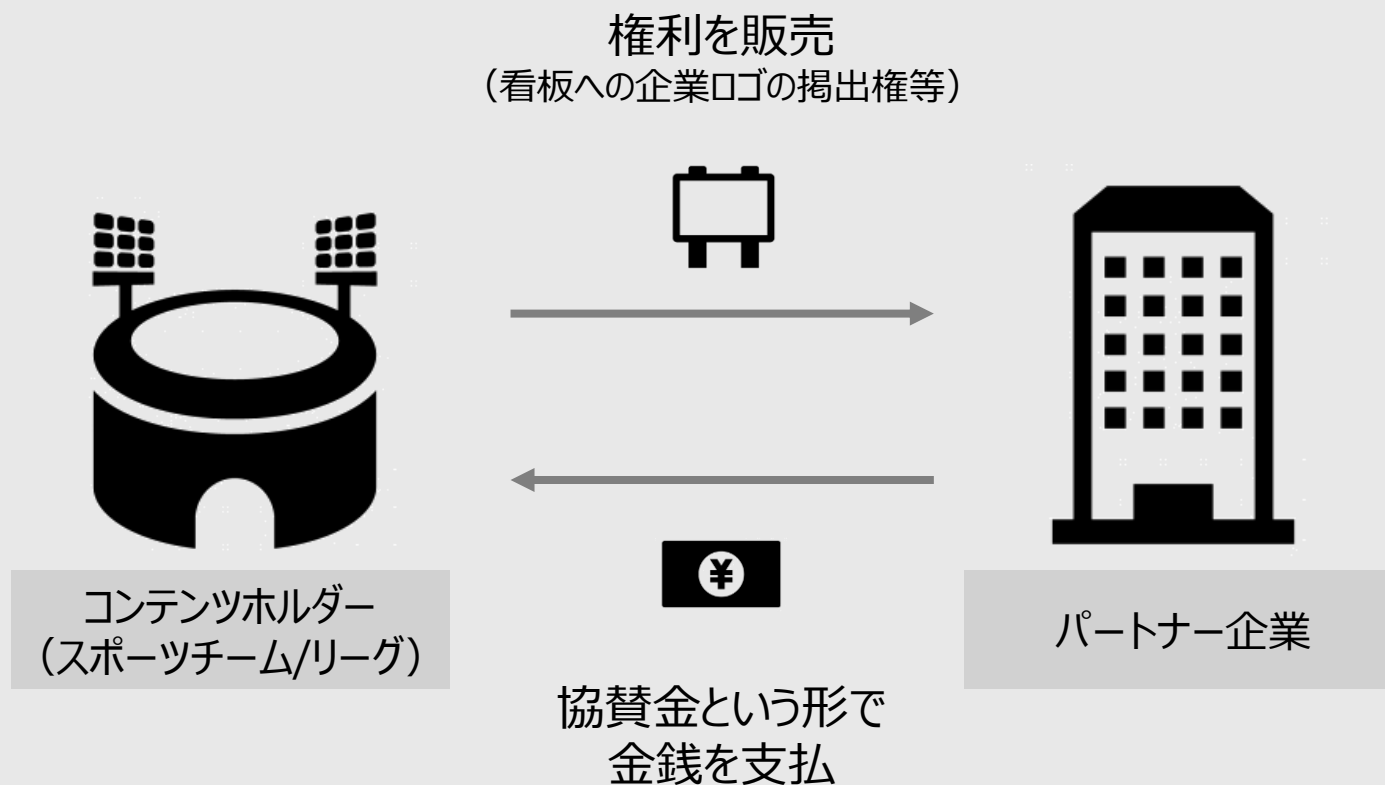 権利を販売
（看板への企業ロゴの掲出権等）
¥
コンテンツホルダー
（スポーツチーム/リーグ）
パートナー企業
協賛金という形で
金銭を支払